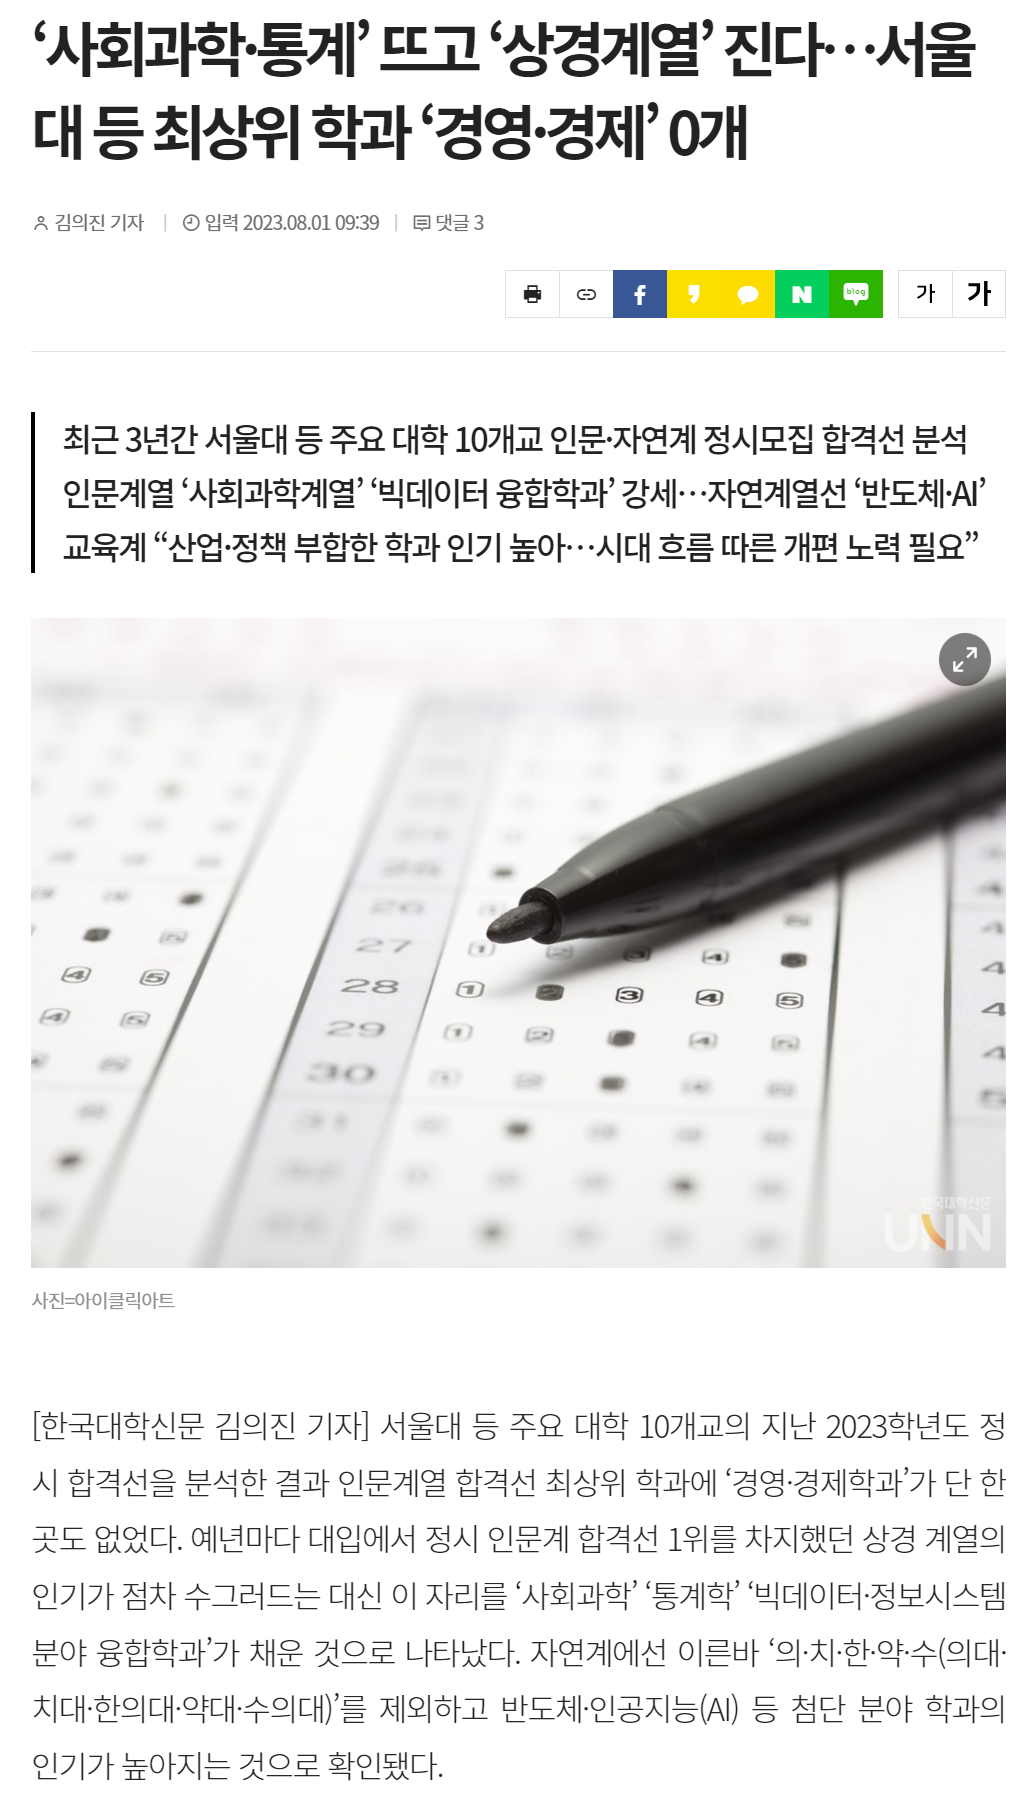 ‘사회과학·통계’ 뜨고 ‘상경계열’ 진다…서울
대 등 최상위 학과 ‘경영·경제’ 0개
김의진 기자 | 입력 2023.08.01 09:39 | 댓글 3
blog 가 가
최근 3년간 서울대 등 주요 대학 10개교 인문·자연계 정시모집 합격선 분석
인문계열 ‘사회과학계열’ ‘빅데이터 융합학과’ 강세…자연계열선 ‘반도체·AI’
교육계 “산업·정책 부합한 학과 인기 높아…시대 흐름 따른 개편 노력 필요”
26
27 1 2 3 4 5
28 1 2 3 4 5
29 1 2 4 5
30 1 2 4 5
31
한국대학신문
UNN
사진=아이클릭아트
[한국대학신문 김의진 기자] 서울대 등 주요 대학 10개교의 지난 2023학년도 정
시 합격선을 분석한 결과 인문계열 합격선 최상위 학과에 ‘경영·경제학과’가 단 한
곳도 없었다. 예년마다 대입에서 정시 인문계 합격선 1위를 차지했던 상경 계열의
인기가 점차 수그러드는 대신 이 자리를 ‘사회과학’ ‘통계학’ ‘빅데이터·정보시스템
분야 융합학과’가 채운 것으로 나타났다. 자연계에선 이른바 ‘의·치·한·약·수(의대·
치대·한의대·약대·수의대)’를 제외하고 반도체·인공지능(AI) 등 첨단 분야 학과의
인기가 높아지는 것으로 확인됐다.